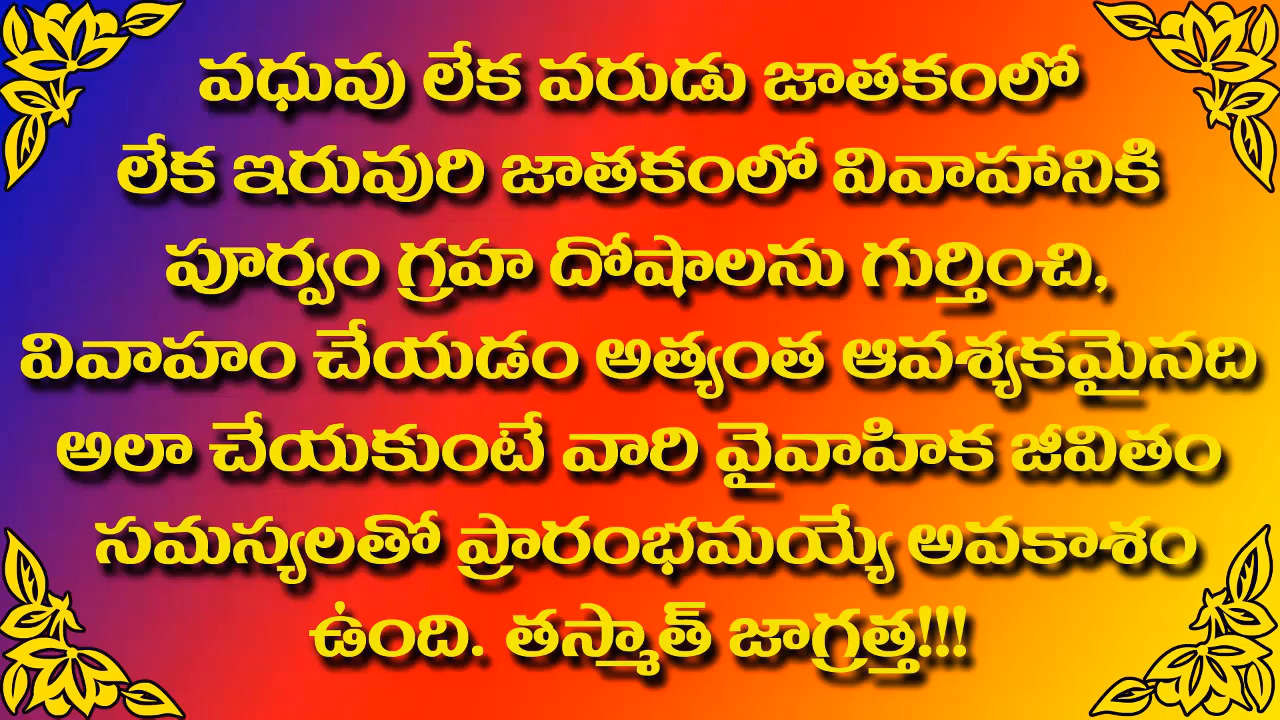 వధువు లేక వరుడు జాతకంలో
లేక ఇరువురి జాతకంలో వివాహానికి
పూర్వం గ్రహ దోషాలను గుర్తించి,
వివాహం చేయడం అత్యంత ఆవశ్యకమైనది
అలా చేయకుంటే వారి వైవాహిక జీవితం
సమస్యలతో ప్రారంభమయ్యే అవకాశం
ఉంది. తస్మాత్ జాగ్రత్త!!!